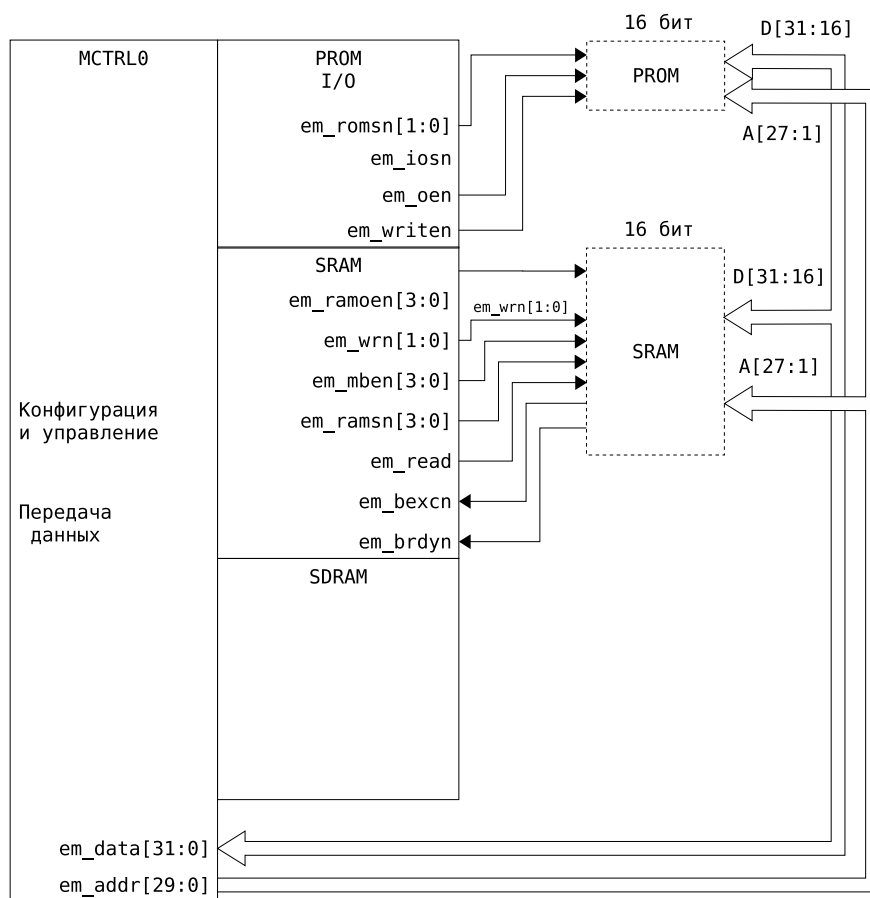 16 бит
D[31:16]
MCTRL0
PROM
I/O
PROM
em_romsn[1:0]
A[27:1]
em_iosn
em_oen
em_writen
16 бит
SRAM
D[31:16]
em_ramoen[3:0]
em_wrn[1:0]
em_wrn[1:0]
SRAM
A[27:1]
em_mben[3:0]
Конфигурация
и управление
em_ramsn[3:0]
em_read
em_bexcn
Передача
данных
em_brdyn
SDRAM
em_data[31:0]
em_addr[29:0]